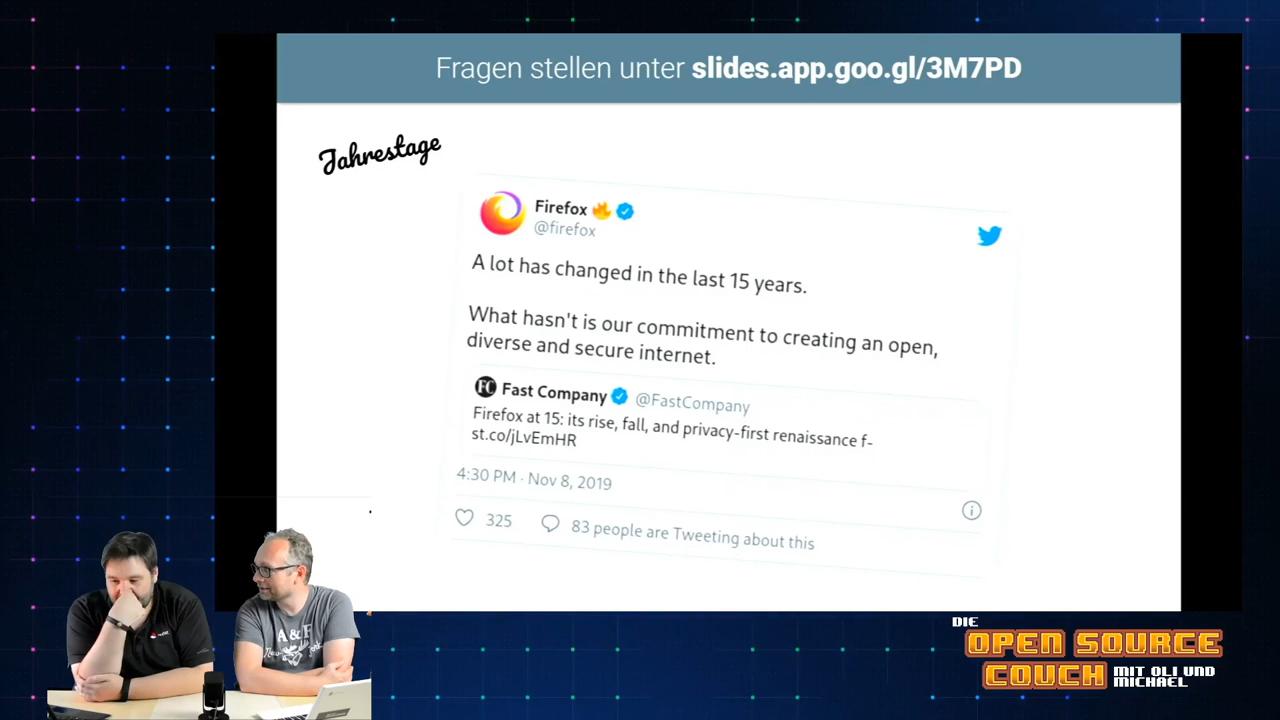 Fragen stellen unter slides.app.goo.gl/3M7PD
Jahrestage
Firefox 🔥
@firefox
A lot has changed in the last 15 years.
What hasn't is our commitment to creating an open,
diverse and secure internet.
FC Fast Company @FastCompany
Firefox at 15: its rise, fall, and privacy-first renaissance f-
st.co/jLvEmHR
4:30 PM · Nov 8, 2019
325 83 people are Tweeting about this
A & F
DIE
OPEN SOURCE
COUCH MIT OLI UND
MICHAEL